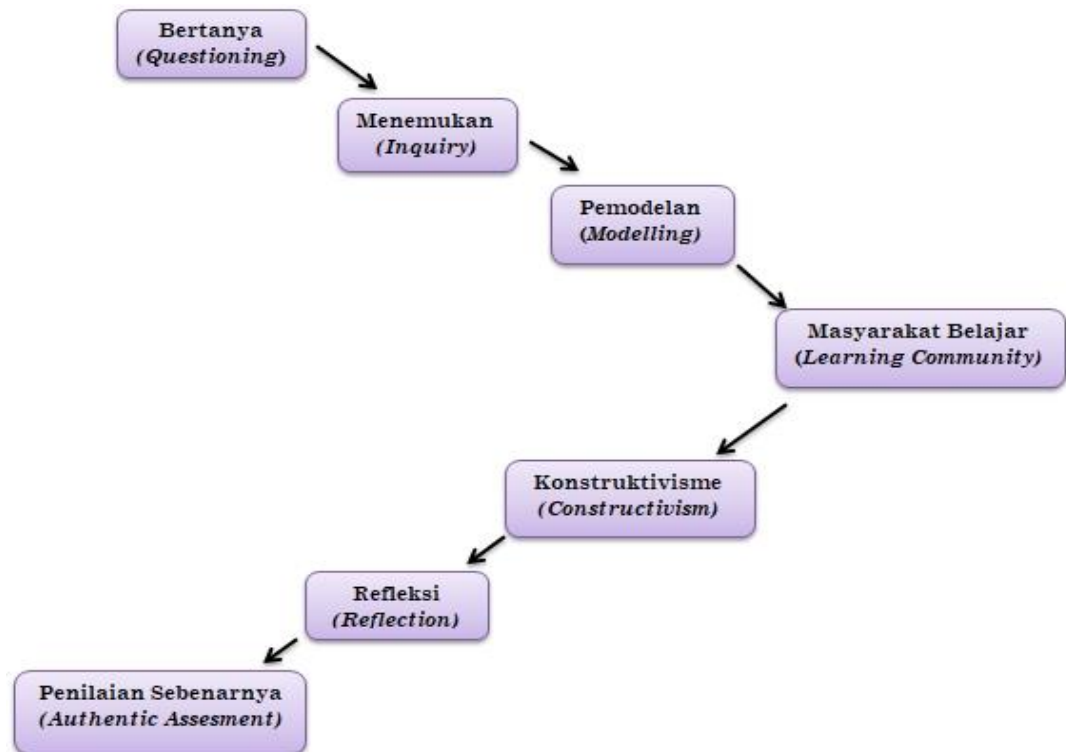 Bertanya
(Questioning)
Menemukan
(Inquiry)
Pemodelan
(Modelling)
Masyarakat Belajar
(Learning Community)
Konstruktivisme
(Constructivism)
Refleksi
(Reflection)
Penilaian Sebenarnya
(Authentic Assesment)